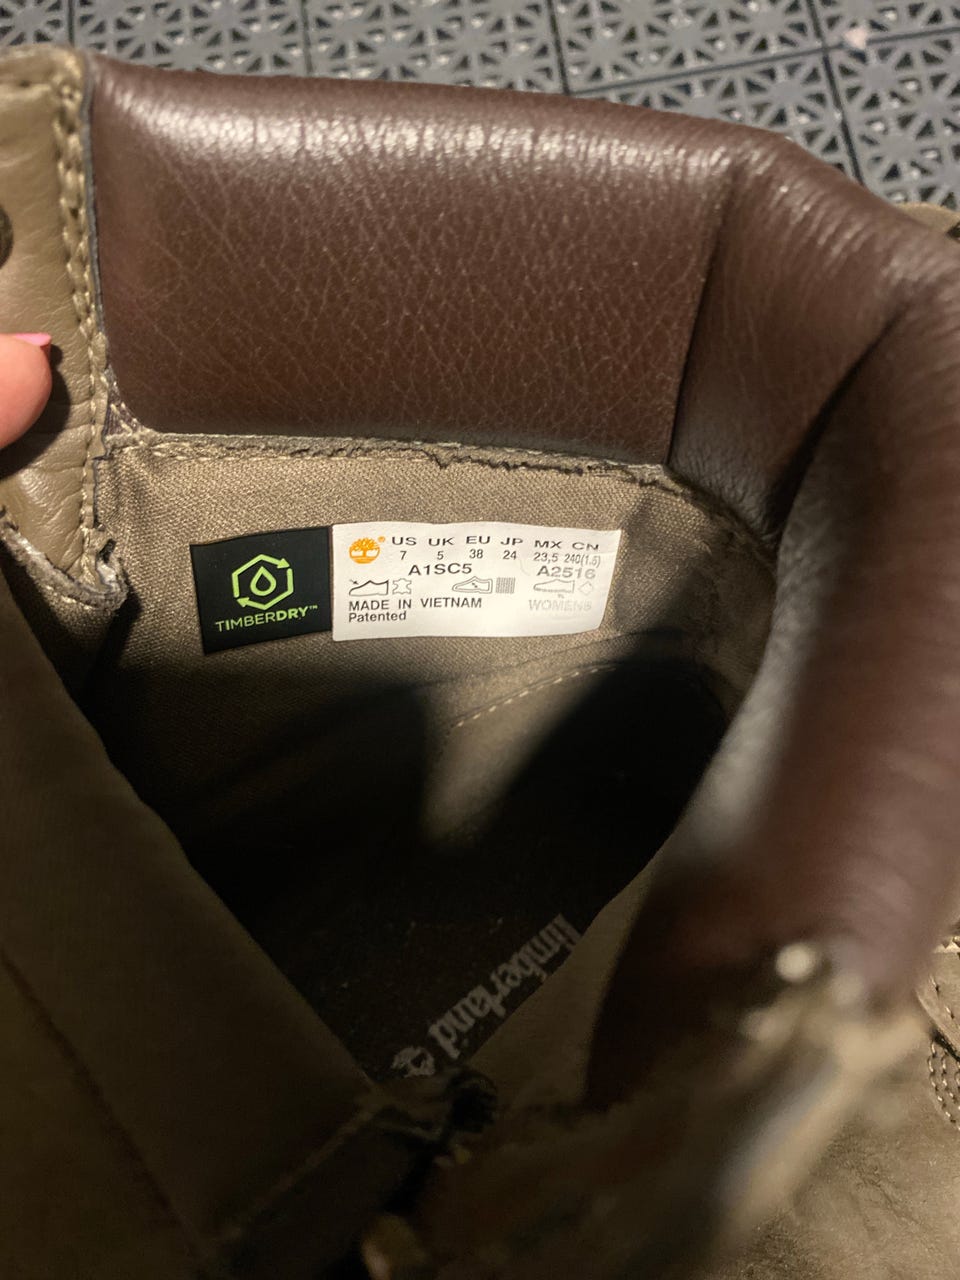 US UK EU JP MX CN
7 5 38 24 23,5 240(1.5)
A1SC5 A2516
MADE IN VIETNAM
Patented
WOMENS
TIMBERDRY™
Timberland